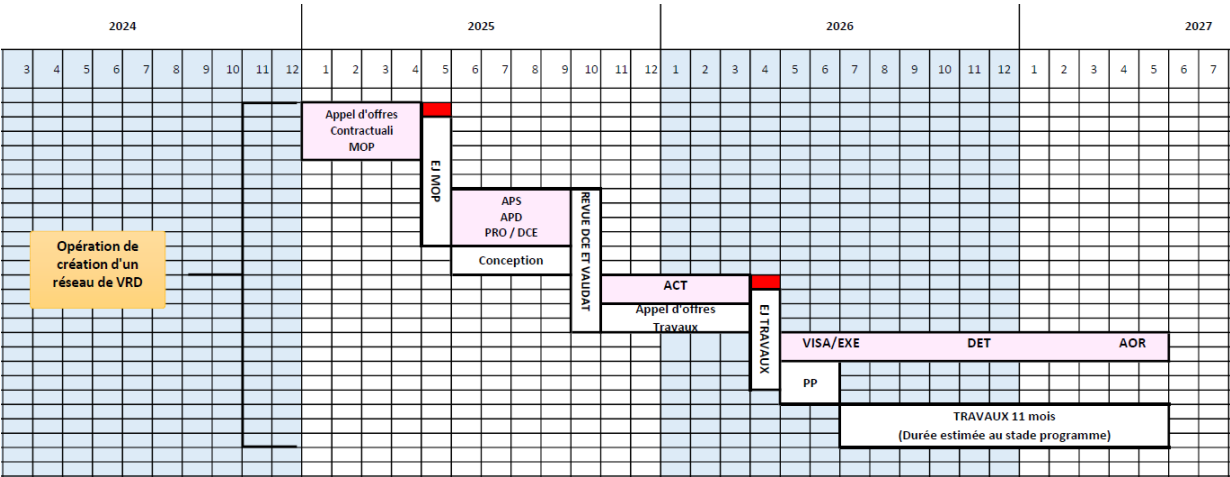 2024 2025 2026 2027
3 4 5 6 7 8 9 10 11 12 1 2 3 4 5 6 7 8 9 10 11 12 1 2 3 4 5 6 7 8 9 10 11 12 1 2 3 4 5 6 7
Appel d'offres
Contractuali
MOP
EJ MOP
APS
APD
PRO / DCE
Conception
REVUE DCE ET VALIDAT
Opération de
création d'un
réseau de VRD
ACT
Appel d'offres
Travaux
EJ TRAVAUX
VISA/EXE DET AOR
PP
TRAVAUX 11 mois
(Durée estimée au stade programme)